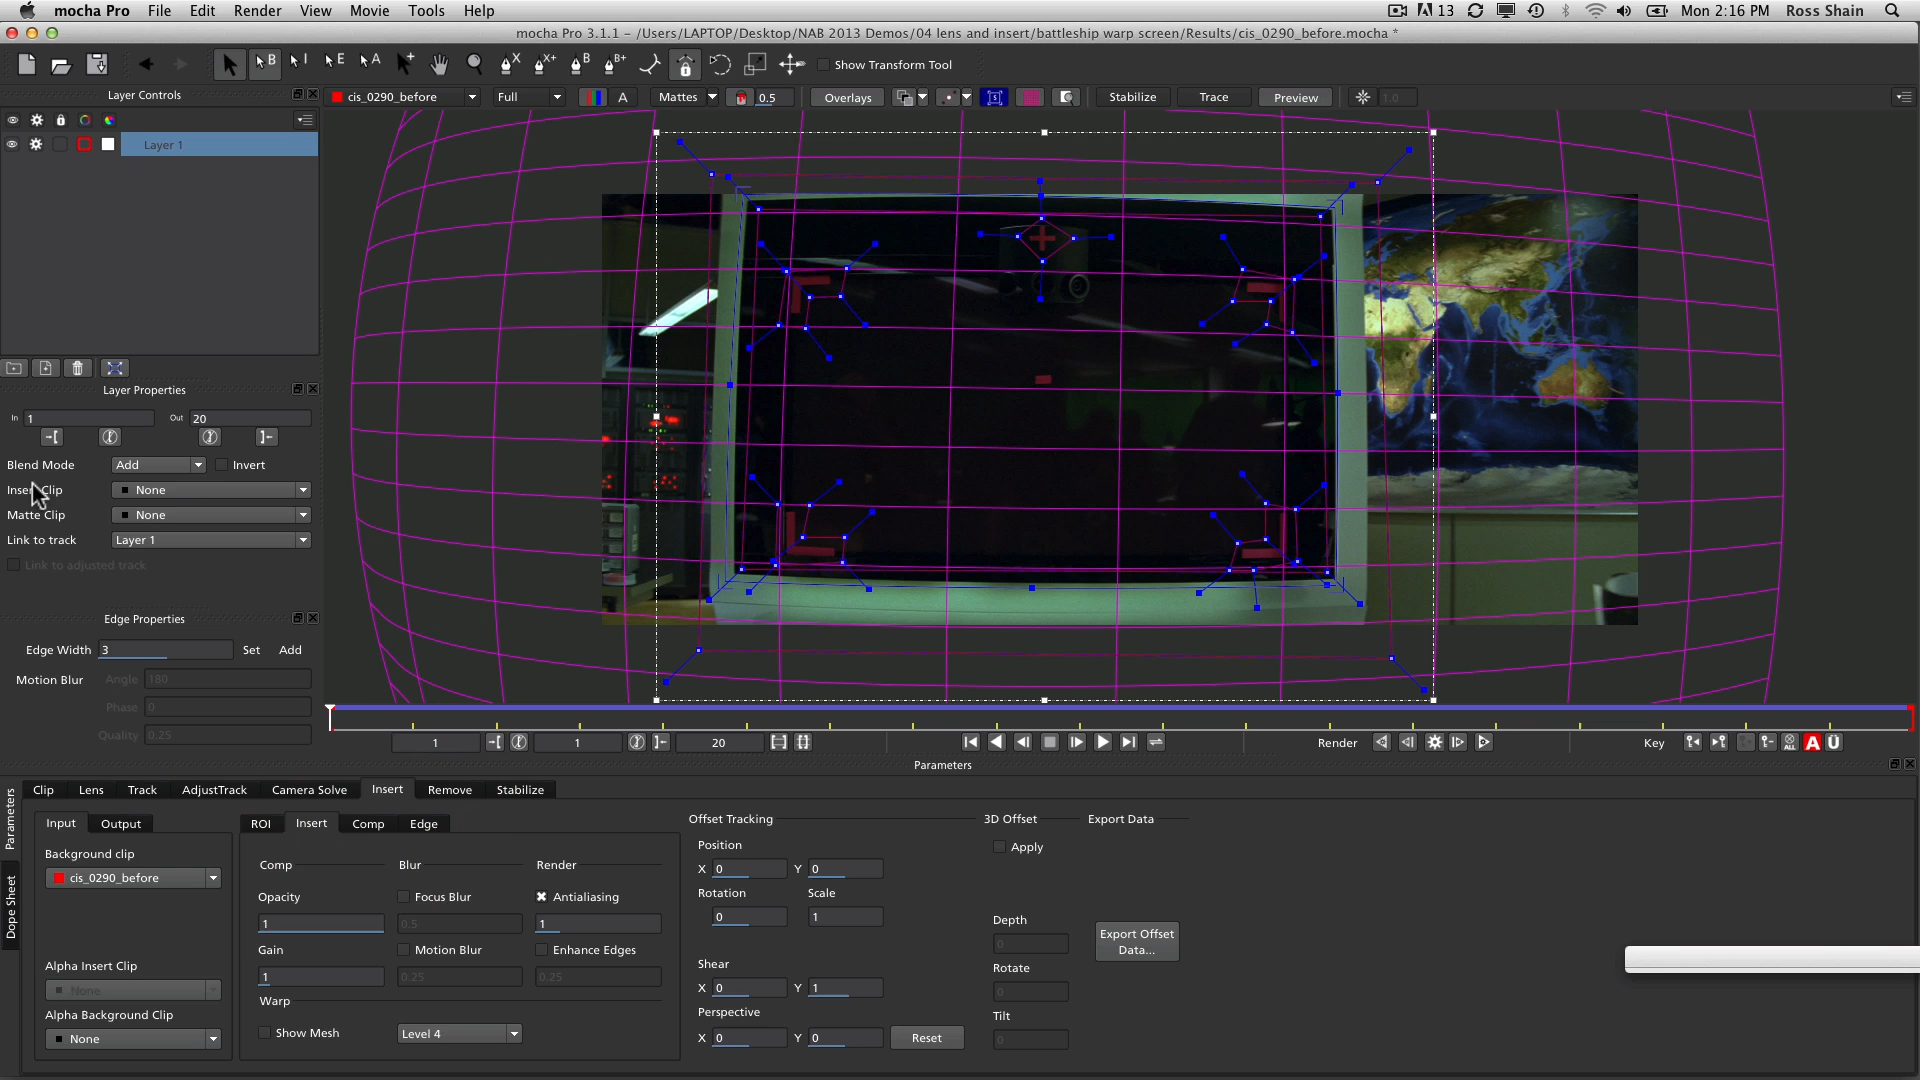 mocha Pro File Edit Render View Movie Tools Help 13 Mon 2:16 PM Ross Shain
mocha Pro 3.1.1 - /Users/LAPTOP/Desktop/NAB 2013 Demos/04 lens and insert/battleship warp screen/Results/cis_0290_before.mocha *
B I E A X X+ B B+ Show Transform Tool
Layer Controls
cis_0290_before Full A Mattes 0.5 Overlays Stabilize Trace Preview 1.0
Layer 1
Layer Properties
In 1 Out 20
Blend Mode Add Invert
Insert Clip None
Matte Clip None
Link to track Layer 1
Link to adjusted track
Edge Properties
Edge Width 3 Set Add
Motion Blur Angle 180
Phase 0
Quality 0.25
1 1 20 Render Key ALL A Ü
Parameters
Parameters
Dope Sheet
Clip Lens Track AdjustTrack Camera Solve Insert Remove Stabilize
Input Output
Background clip
cis_0290_before
Alpha Insert Clip
None
Alpha Background Clip
None
ROI Insert Comp Edge
Comp Blur Render
Opacity Focus Blur Antialiasing
1 0.5 1
Gain Motion Blur Enhance Edges
1 0.25 0.25
Warp
Show Mesh Level 4
Offset Tracking
Position
X 0 Y 0
Rotation Scale
0 1
Shear
X 0 Y 1
Perspective
X 0 Y 0 Reset
3D Offset
Apply
Depth
0
Rotate
0
Tilt
0
Export Data
Export Offset
Data...